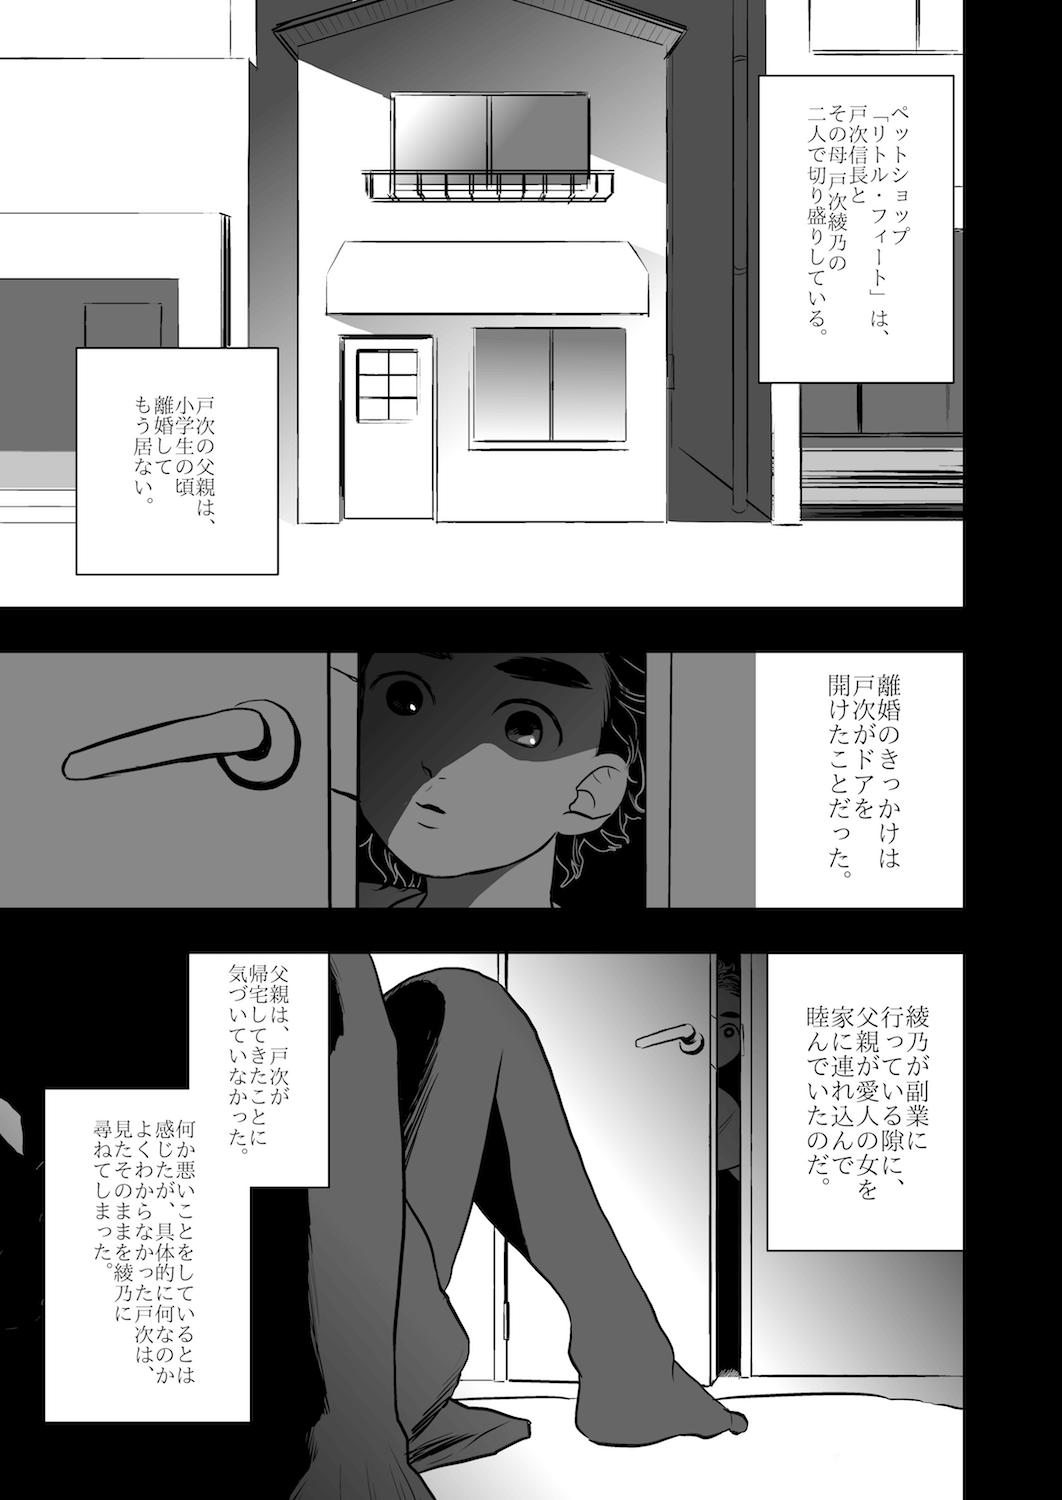 ペットショップ
「リトル・フィート」は、
戸次信長と
その母 戸次綾乃の
二人で切り盛りしている。
戸次の父親は、
小学生の頃
離婚して
もう居ない。
離婚のきっかけは
戸次がドアを
開けたことだった。
綾乃が副業に
行っている隙に、
父親が愛人の女を
家に連れ込んで
睦んでいたのだ。
父親は、戸次が
帰宅してきたことに
気づいていなかった。
何か悪いことをしているとは
感じたが、具体的に何なのか
よくわからなかった戸次は、
見たそのままを綾乃に
尋ねてしまった。